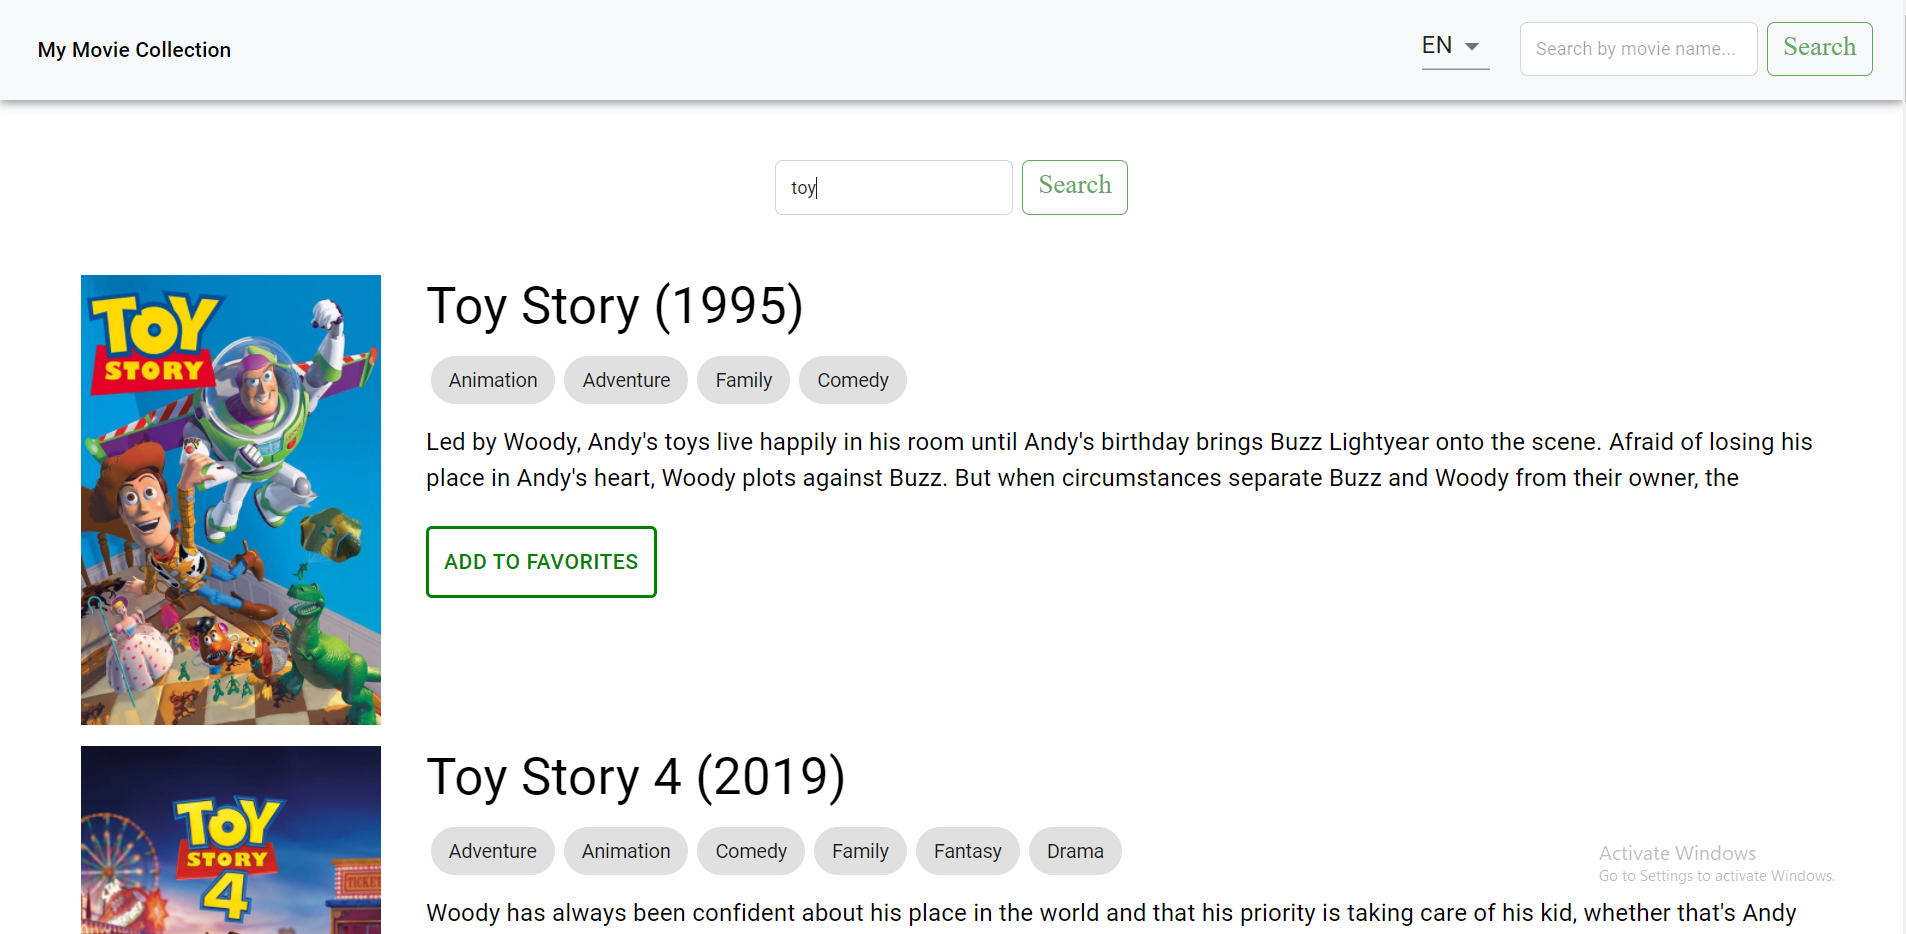 My Movie Collection
EN
Search by movie name...
Search
toy
Search
TOY
STORY
Toy Story (1995)
Animation Adventure Family Comedy
Led by Woody, Andy's toys live happily in his room until Andy's birthday brings Buzz Lightyear onto the scene. Afraid of losing his
place in Andy's heart, Woody plots against Buzz. But when circumstances separate Buzz and Woody from their owner, the
ADD TO FAVORITES
TOY
STORY
4
TICKET
Toy Story 4 (2019)
Adventure Animation Comedy Family Fantasy Drama
Woody has always been confident about his place in the world and that his priority is taking care of his kid, whether that's Andy
Activate Windows
Go to Settings to activate Windows.